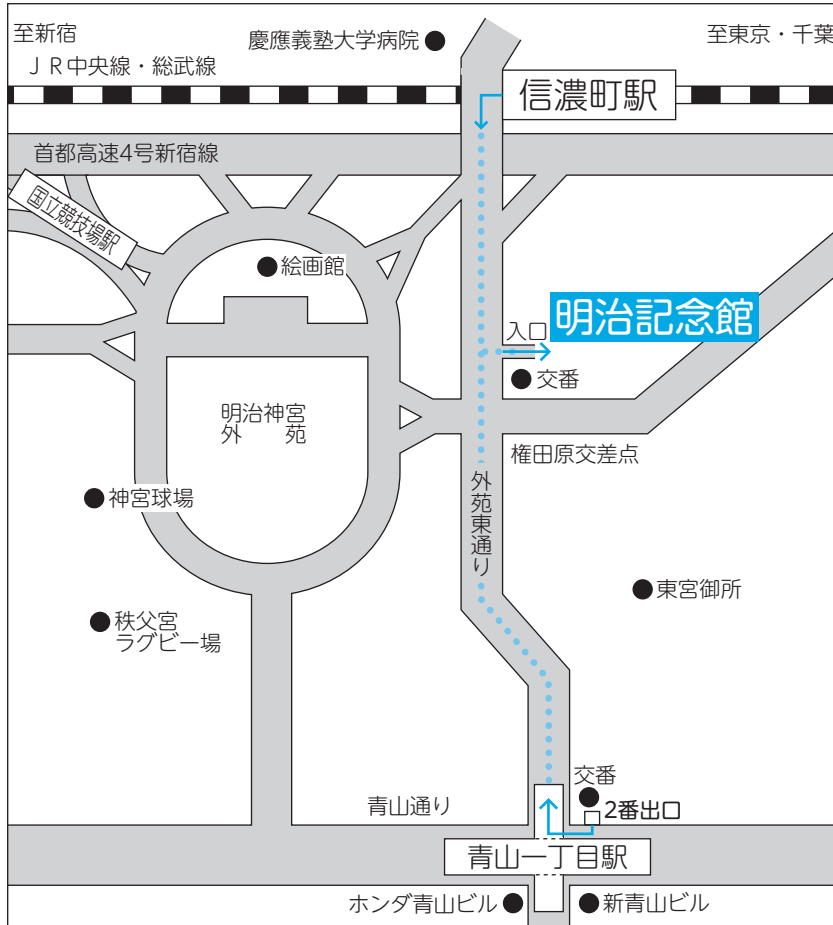 至新宿
慶應義塾大学病院
至東京・千葉
ＪＲ中央線・総武線
信濃町駅
首都高速4号新宿線
国立競技場駅
絵画館
入口
明治記念館
交番
明治神宮
外　苑
権田原交差点
神宮球場
外苑東通り
東宮御所
秩父宮
ラグビー場
交番
青山通り
2番出口
青山一丁目駅
ホンダ青山ビル
新青山ビル